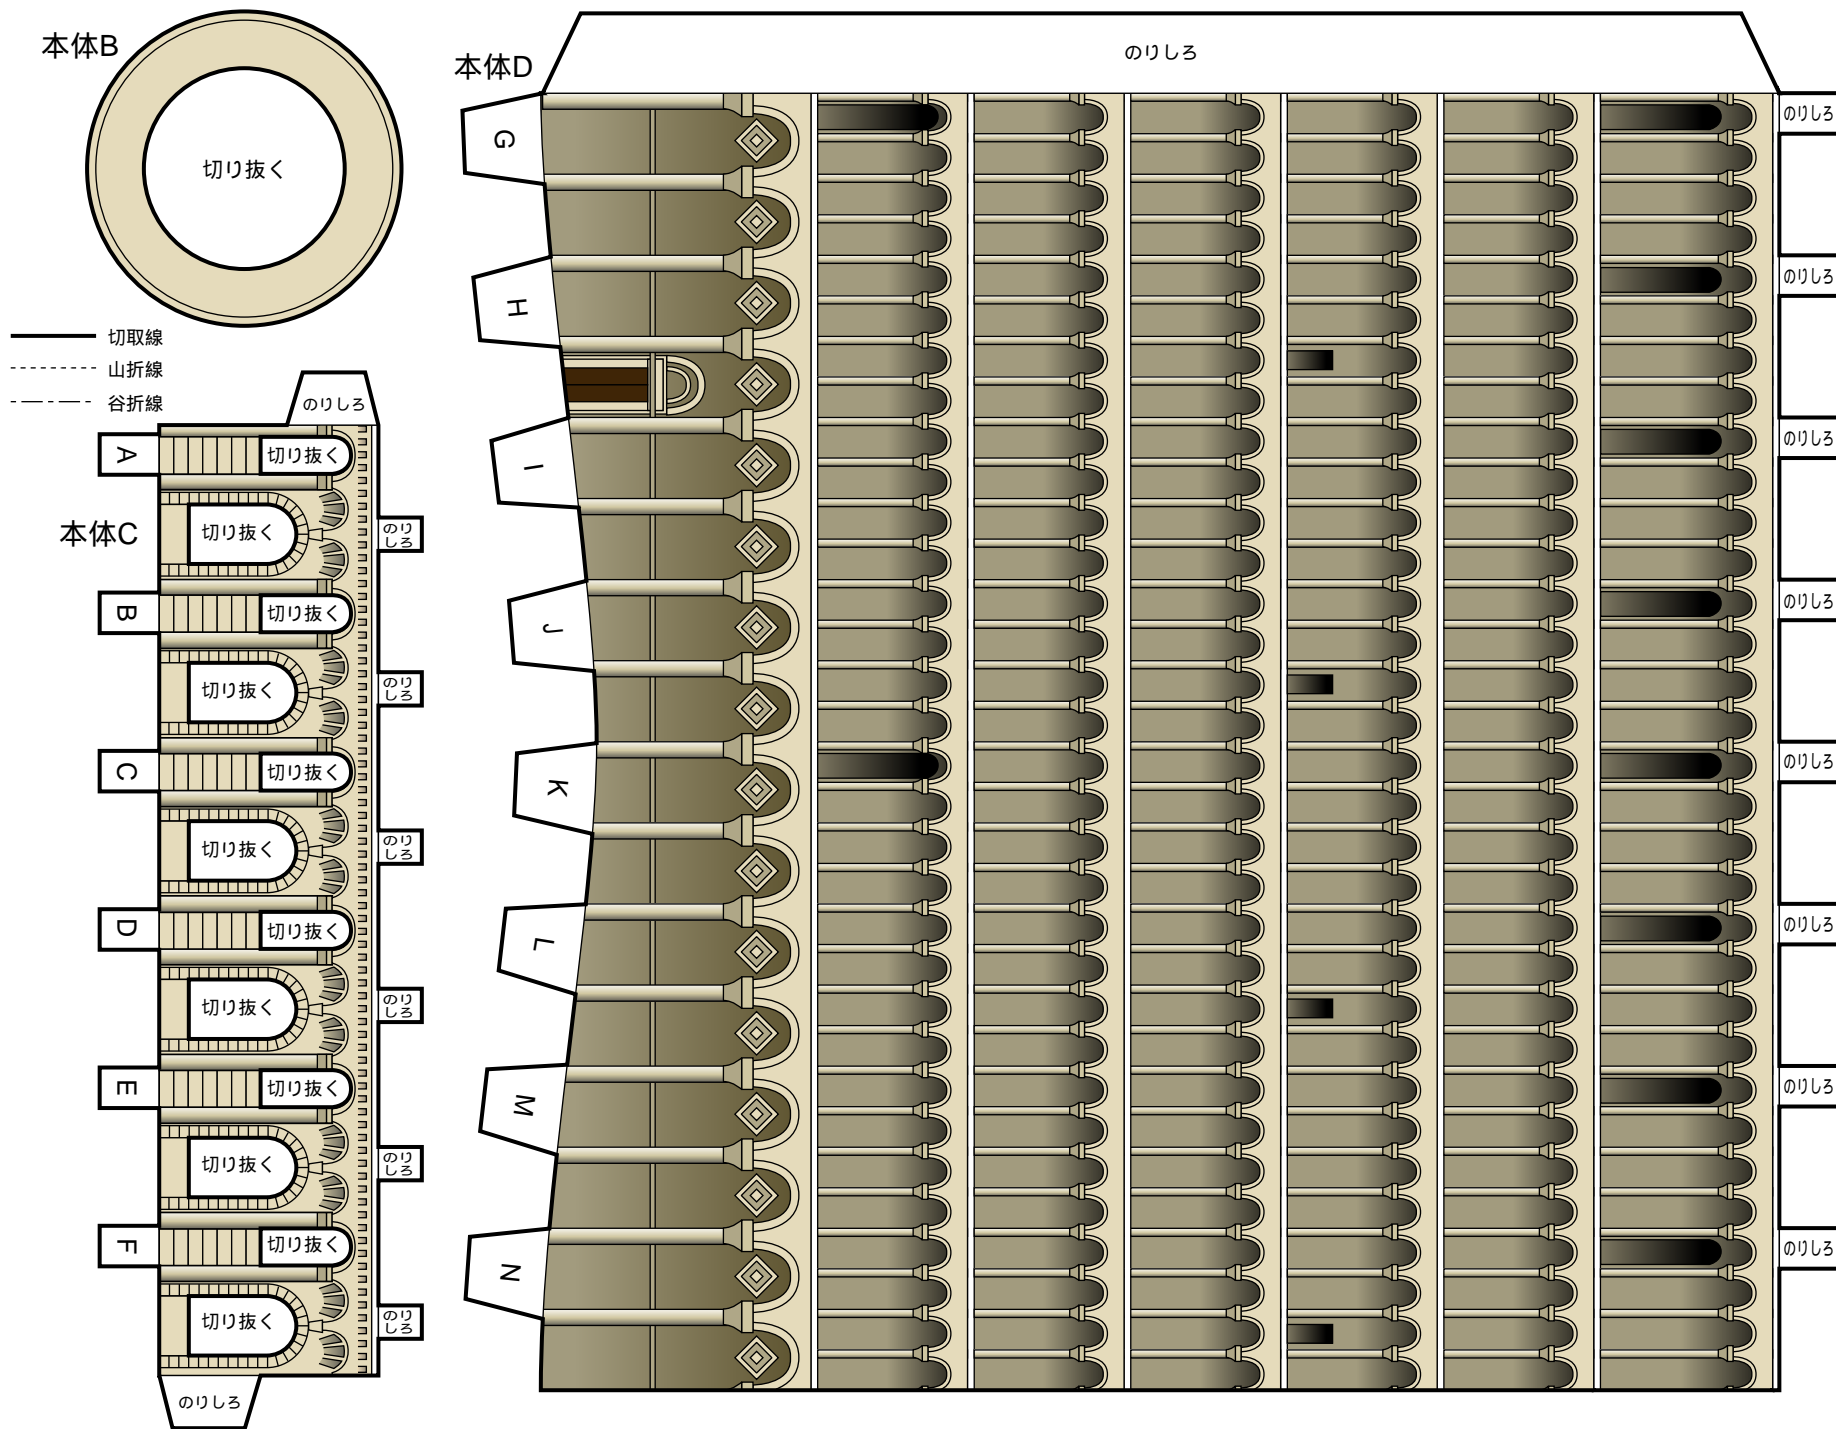 本体B
切り抜く
切取線
山折線
谷折線
本体C
のりしろ
A
切り抜く
切り抜く
のり
しろ
B
切り抜く
切り抜く
のり
しろ
C
切り抜く
切り抜く
のり
しろ
D
切り抜く
切り抜く
のり
しろ
E
切り抜く
切り抜く
のり
しろ
F
切り抜く
切り抜く
のり
しろ
のりしろ
本体D
のりしろ
G
H
I
J
K
L
M
N
のりしろ
のりしろ
のりしろ
のりしろ
のりしろ
のりしろ
のりしろ
のりしろ